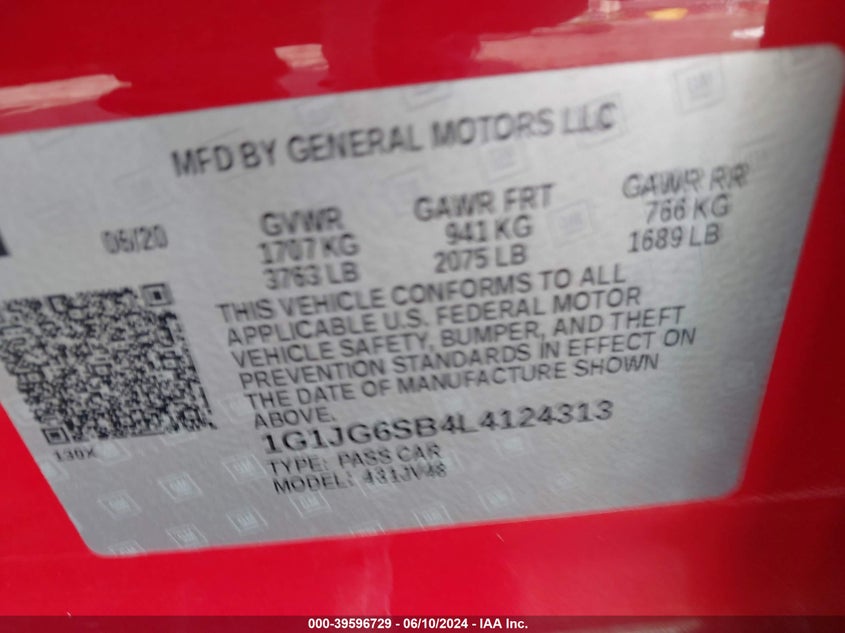 MFD BY GENERAL MOTORS LLC
06/20
GVWR
1707 KG
3763 LB
GAWR FRT
941 KG
2075 LB
GAWR RR
766 KG
1689 LB
THIS VEHICLE CONFORMS TO ALL
APPLICABLE U.S. FEDERAL MOTOR
VEHICLE SAFETY, BUMPER, AND THEFT
PREVENTION STANDARDS IN EFFECT ON
THE DATE OF MANUFACTURE SHOWN
ABOVE.
1G1JG6SB4L4124313
TYPE: PASS CAR
MODEL: 431JV48
130X
000-39596729 - 06/10/2024 - IAA Inc.